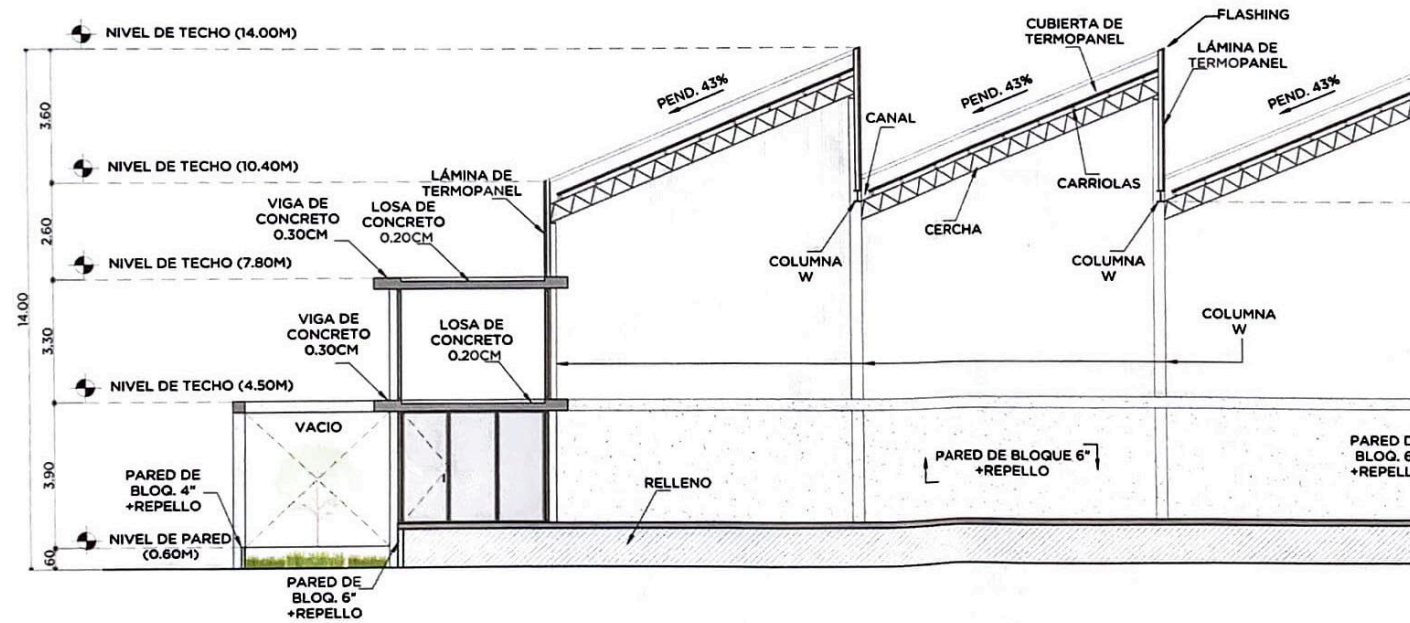 NIVEL DE TECHO (14.00M)
FLASHING
CUBIERTA DE
TERMOPANEL
LÁMINA DE
TERMOPANEL
PEND. 43%
PEND. 43%
PEND. 43%
3.60
CANAL
NIVEL DE TECHO (10.40M)
LÁMINA DE
TERMOPANEL
CARRIOLAS
VIGA DE
CONCRETO
0.30CM
LOSA DE
CONCRETO
0.20CM
CERCHA
2.60
NIVEL DE TECHO (7.80M)
COLUMNA
W
COLUMNA
W
14.00
3.30
VIGA DE
CONCRETO
0.30CM
LOSA DE
CONCRETO
0.20CM
COLUMNA
W
NIVEL DE TECHO (4.50M)
VACIO
3.90
PARED DE
BLOQ. 4"
+REPELLO
RELLENO
PARED DE BLOQUE 6"
+REPELLO
PARED D
BLOQ. 6
+REPELL
NIVEL DE PARED
(0.60M)
.60
PARED DE
BLOQ. 6"
+REPELLO